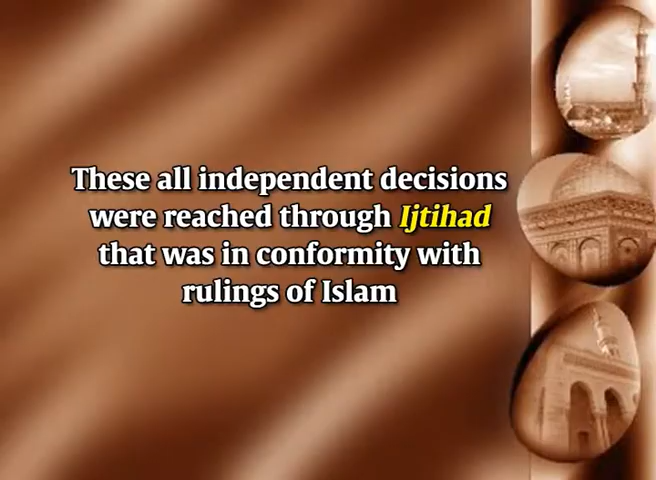 These all independent decisions
were reached through Ijtihad
that was in conformity with
rulings of Islam